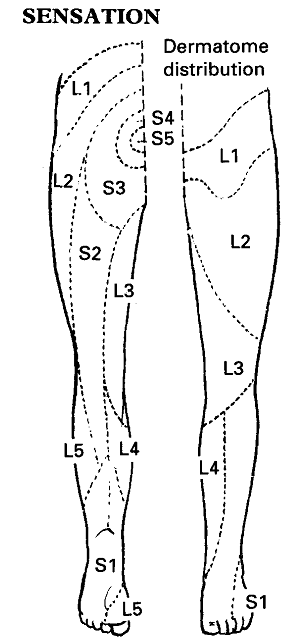 SENSATION
Dermatome
distribution
L1
S4
S5
L1
L2
S3
L2
S2
L3
L3
L5
L4
L4
S1
L5
S1